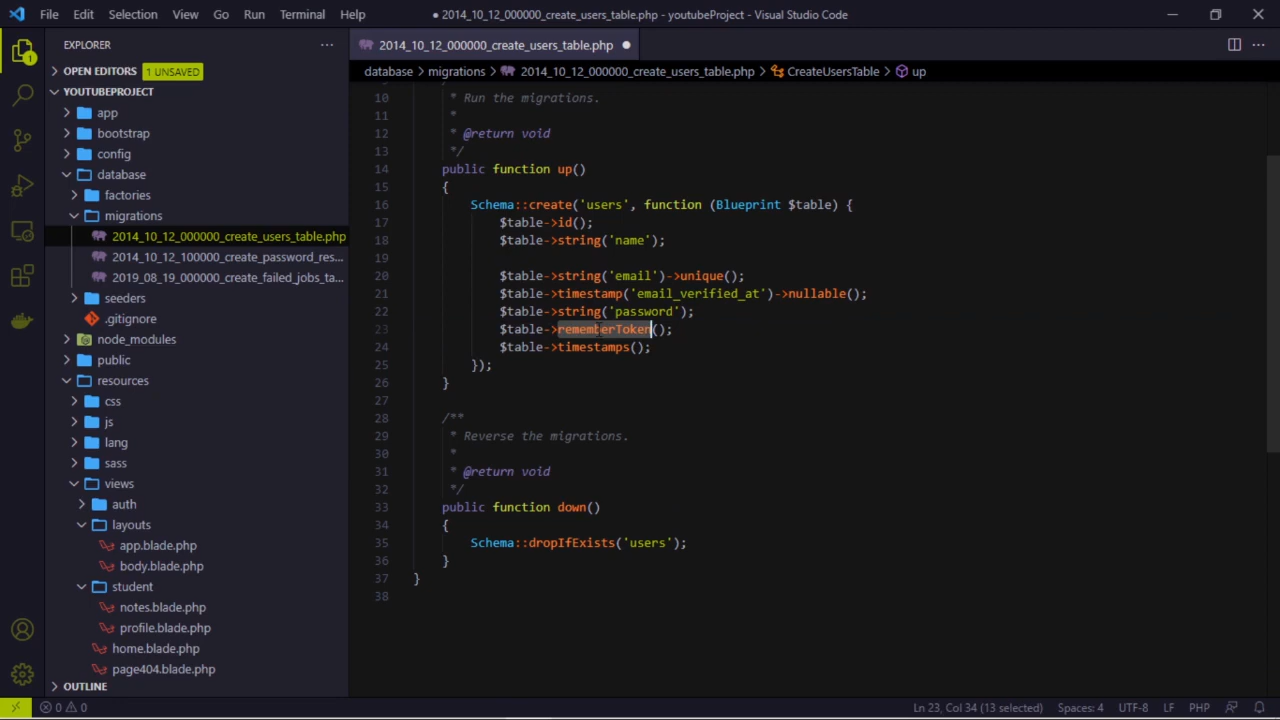 File Edit Selection View Go Run Terminal Help
● 2014_10_12_000000_create_users_table.php - youtubeProject - Visual Studio Code
EXPLORER
OPEN EDITORS 1 UNSAVED
YOUTUBEPROJECT
app
bootstrap
config
database
factories
migrations
2014_10_12_000000_create_users_table.php
2014_10_12_100000_create_password_res...
2019_08_19_000000_create_failed_jobs_ta...
seeders
.gitignore
node_modules
public
resources
css
js
lang
sass
views
auth
layouts
app.blade.php
body.blade.php
student
notes.blade.php
profile.blade.php
home.blade.php
page404.blade.php
OUTLINE
2014_10_12_000000_create_users_table.php ●
database > migrations > 2014_10_12_000000_create_users_table.php > CreateUsersTable > up
10 * Run the migrations.
11 *
12 * @return void
13 */
14 public function up()
15 {
16 Schema::create('users', function (Blueprint $table) {
17 $table->id();
18 $table->string('name');
19
20 $table->string('email')->unique();
21 $table->timestamp('email_verified_at')->nullable();
22 $table->string('password');
23 $table->rememberToken();
24 $table->timestamps();
25 });
26 }
27
28 /**
29 * Reverse the migrations.
30 *
31 * @return void
32 */
33 public function down()
34 {
35 Schema::dropIfExists('users');
36 }
37 }
38
0 0
Ln 23, Col 34 (13 selected) Spaces: 4 UTF-8 LF PHP